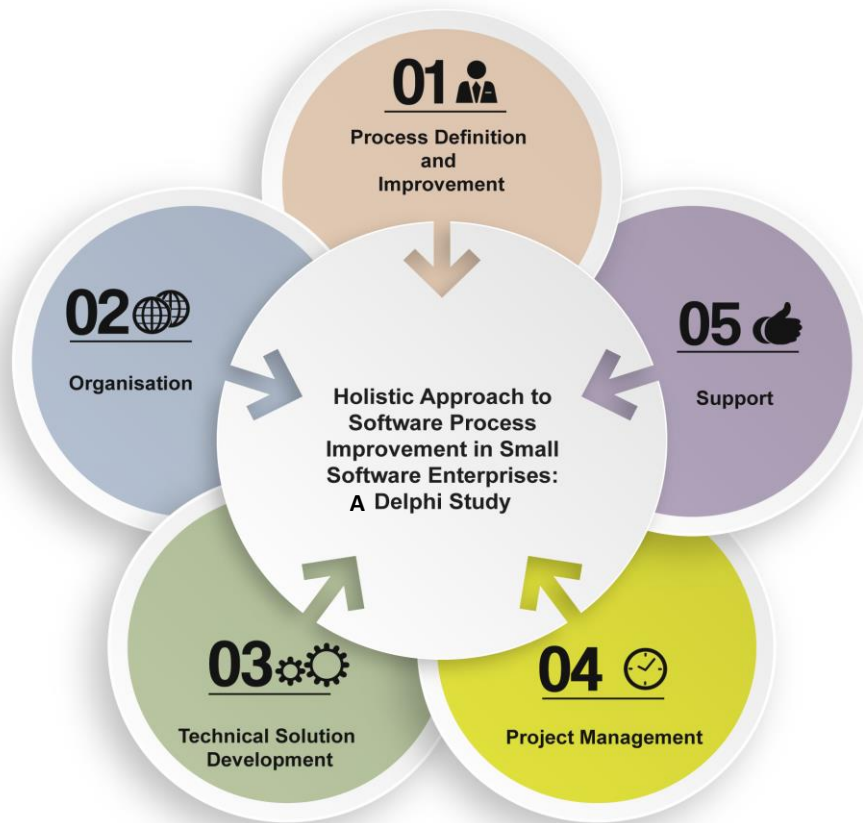 01
Process Definition
and
Improvement
02
Organisation
03
Technical Solution
Development
04
Project Management
05
Support
Holistic Approach to
Software Process
Improvement in Small
Software Enterprises:
A Delphi Study